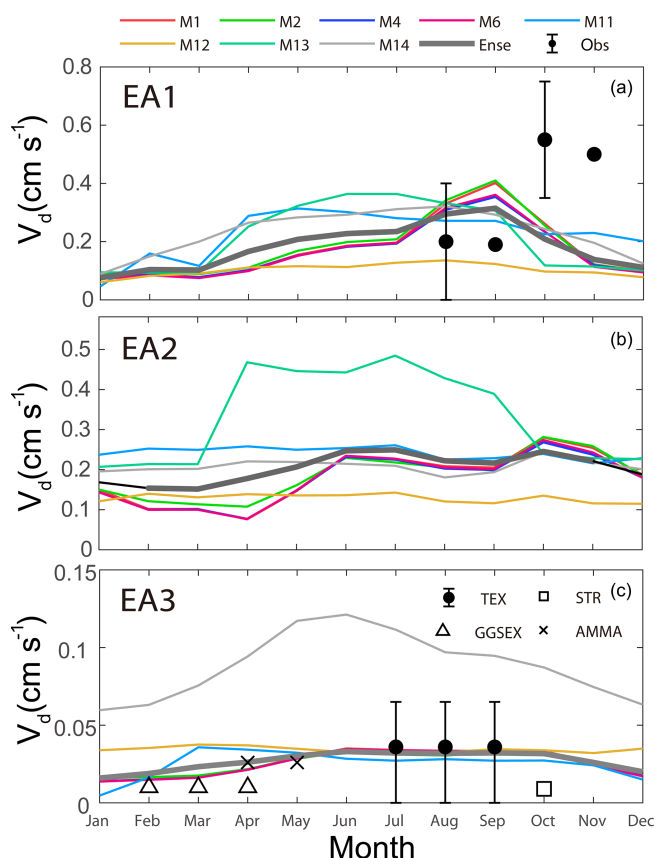 M1 M2 M4 M6 M11
M12 M13 M14 Ense Obs
0.8
0.6
0.4
0.2
0
V_d(cm s⁻¹)
EA1
(a)
0.5
0.4
0.3
0.2
0.1
0
V_d(cm s⁻¹)
EA2
(b)
0.15
0.1
0.05
0
V_d(cm s⁻¹)
EA3
(c)
TEX STR
GGSEX AMMA
Jan Feb Mar Apr May Jun Jul Aug Sep Oct Nov Dec
Month